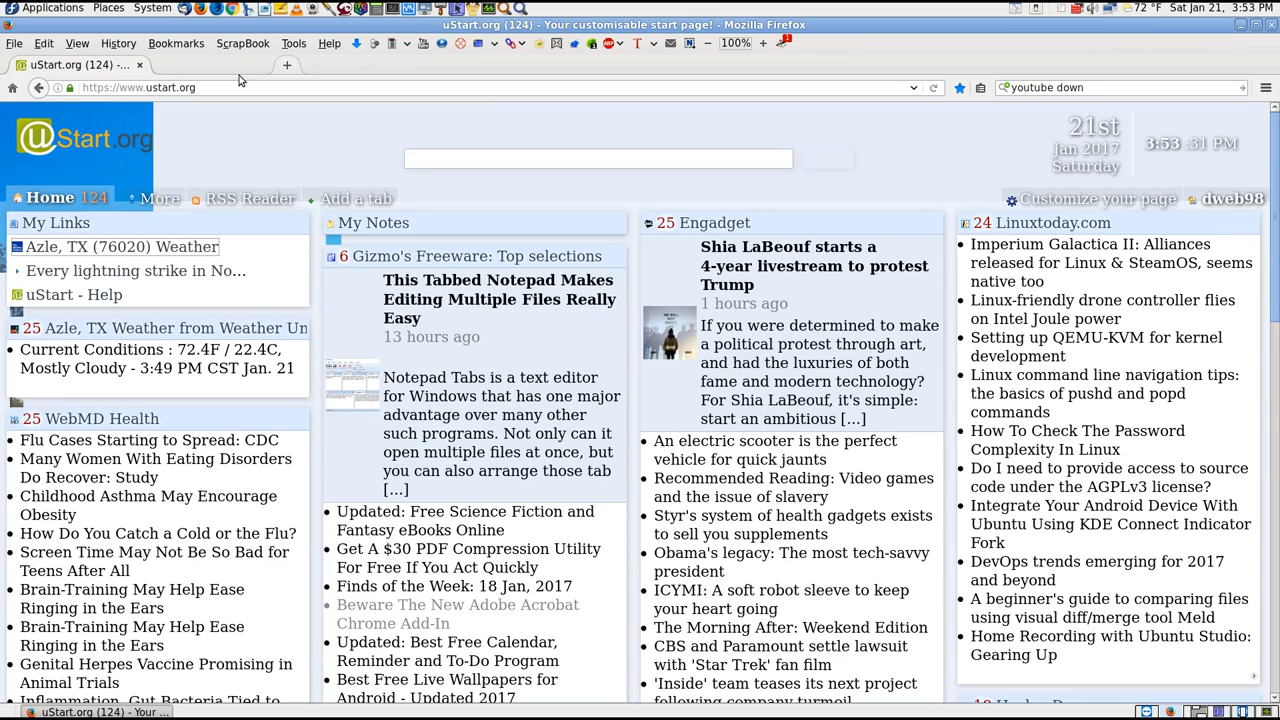 Applications Places System 72 °F Sat Jan 21, 3:53 PM
uStart.org (124) - Your customisable start page! - Mozilla Firefox
File Edit View History Bookmarks ScrapBook Tools Help 100%
uStart.org (124) -...
https://www.ustart.org youtube down
uStart.org
21st
Jan 2017
Saturday
3:53 :31 PM
Home 124 More RSS Reader Add a tab Customize your page dweb98
My Links
Azle, TX (76020) Weather
Every lightning strike in No...
uStart - Help
25 Azle, TX Weather from Weather Un
Current Conditions : 72.4F / 22.4C,
Mostly Cloudy - 3:49 PM CST Jan. 21
25 WebMD Health
Flu Cases Starting to Spread: CDC
Many Women With Eating Disorders
Do Recover: Study
Childhood Asthma May Encourage
Obesity
How Do You Catch a Cold or the Flu?
Screen Time May Not Be So Bad for
Teens After All
Brain-Training May Help Ease
Ringing in the Ears
Brain-Training May Help Ease
Ringing in the Ears
Genital Herpes Vaccine Promising in
Animal Trials
Inflammation, Gut Bacteria Tied to
My Notes
6 Gizmo's Freeware: Top selections
This Tabbed Notepad Makes
Editing Multiple Files Really
Easy
13 hours ago
Notepad Tabs is a text editor
for Windows that has one major
advantage over many other
such programs. Not only can it
open multiple files at once, but
you can also arrange those tab
[...]
Updated: Free Science Fiction and
Fantasy eBooks Online
Get A $30 PDF Compression Utility
For Free If You Act Quickly
Finds of the Week: 18 Jan, 2017
Beware The New Adobe Acrobat
Chrome Add-In
Updated: Best Free Calendar,
Reminder and To-Do Program
Best Free Live Wallpapers for
Android - Updated 2017
25 Engadget
Shia LaBeouf starts a
4-year livestream to protest
Trump
1 hours ago
If you were determined to make
a political protest through art,
and had the luxuries of both
fame and modern technology?
For Shia LaBeouf, it's simple:
start an ambitious [...]
An electric scooter is the perfect
vehicle for quick jaunts
Recommended Reading: Video games
and the issue of slavery
Styr's system of health gadgets exists
to sell you supplements
Obama's legacy: The most tech-savvy
president
ICYMI: A soft robot sleeve to keep
your heart going
The Morning After: Weekend Edition
CBS and Paramount settle lawsuit
with 'Star Trek' fan film
'Inside' team teases its next project
following company turmoil
24 Linuxtoday.com
Imperium Galactica II: Alliances
released for Linux & SteamOS, seems
native too
Linux-friendly drone controller flies
on Intel Joule power
Setting up QEMU-KVM for kernel
development
Linux command line navigation tips:
the basics of pushd and popd
commands
How To Check The Password
Complexity In Linux
Do I need to provide access to source
code under the AGPLv3 license?
Integrate Your Android Device With
Ubuntu Using KDE Connect Indicator
Fork
DevOps trends emerging for 2017
and beyond
A beginner's guide to comparing files
using visual diff/merge tool Meld
Home Recording with Ubuntu Studio:
Gearing Up
uStart.org (124) - Your ...